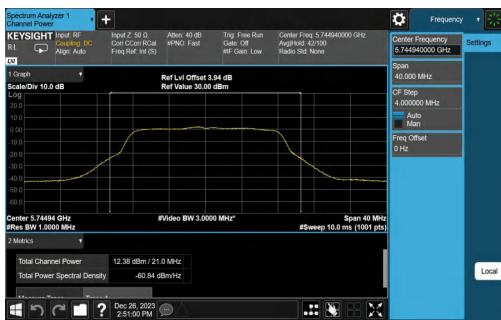 Spectrum Analyzer 1
Channel Power
Frequency
KEYSIGHT
Input: RF
Coupling: DC
Align: Auto
Input Z: 50 Ω
Corr CCorr RCal
Freq Ref: Int (S)
Atten: 40 dB
#PNO: Fast
Trig: Free Run
Gate: Off
#IF Gain: Low
Center Freq: 5.744940000 GHz
Avg|Hold: 42/100
Radio Std: None
RL
LXI
Center Frequency
5.744940000 GHz
Settings
Span
40.000 MHz
CF Step
4.000000 MHz
Auto
Man
Freq Offset
0 Hz
Local
1 Graph
Scale/Div 10.0 dB
Ref Lvl Offset 3.94 dB
Ref Value 30.00 dBm
Log
20.0
10.0
0.00
-10.0
-20.0
-30.0
-40.0
-50.0
-60.0
Center 5.74494 GHz
#Res BW 1.0000 MHz
#Video BW 3.0000 MHz*
Span 40 MHz
#Sweep 10.0 ms (1001 pts)
2 Metrics
Total Channel Power 12.38 dBm / 21.0 MHz
Total Power Spectral Density -60.84 dBm/Hz
?
Dec 26, 2023
2:51:00 PM